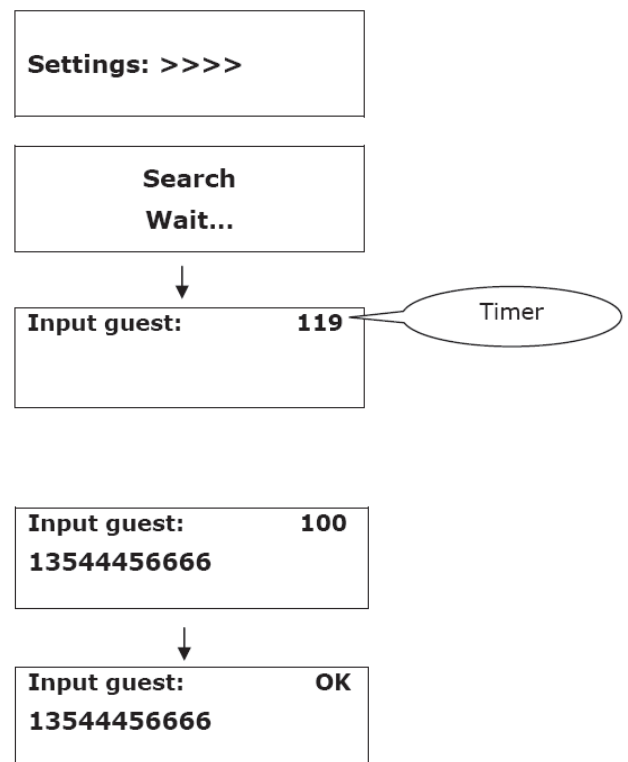 Settings: >>>>
Search
Wait...
Input guest: 119
Timer
Input guest: 100
13544456666
Input guest: OK
13544456666